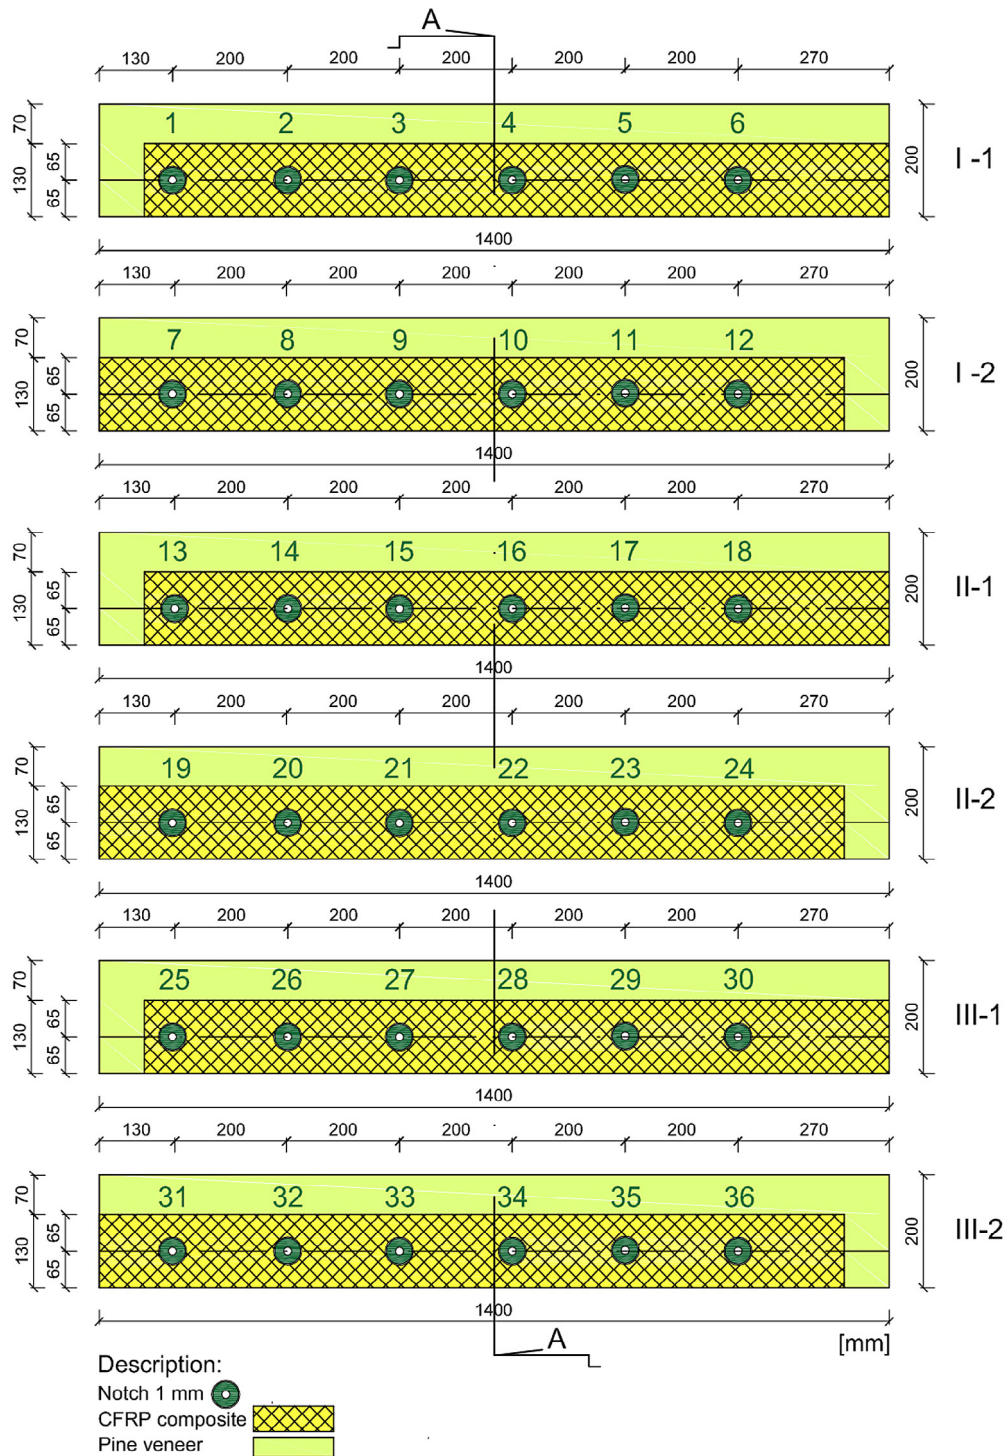 A
130 200 200 200 200 200 270
70 1 2 3 4 5 6
130 65 65 200 I -1
1400
130 200 200 200 200 200 270
70 7 8 9 10 11 12
130 65 65 200 I -2
1400
130 200 200 200 200 200 270
70 13 14 15 16 17 18
130 65 65 200 II-1
1400
130 200 200 200 200 200 270
70 19 20 21 22 23 24
130 65 65 200 II-2
1400
130 200 200 200 200 200 270
70 25 26 27 28 29 30
130 65 65 200 III-1
1400
130 200 200 200 200 200 270
70 31 32 33 34 35 36
130 65 65 200 III-2
1400
A
[mm]
Description:
Notch 1 mm
CFRP composite
Pine veneer